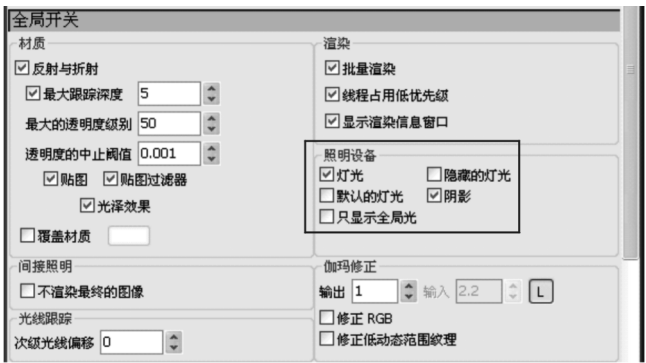 全局开关
材质
反射与折射
最大跟踪深度 5
最大的透明度级别 50
透明度的中止阈值 0.001
贴图 贴图过滤器
光泽效果
覆盖材质
间接照明
不渲染最终的图像
光线跟踪
次级光线偏移 0
渲染
批量渲染
线程占用低优先级
显示渲染信息窗口
照明设备
灯光 隐藏的灯光
默认的灯光 阴影
只显示全局光
伽玛修正
输出 1 输入 2.2 L
修正 RGB
修正低动态范围纹理